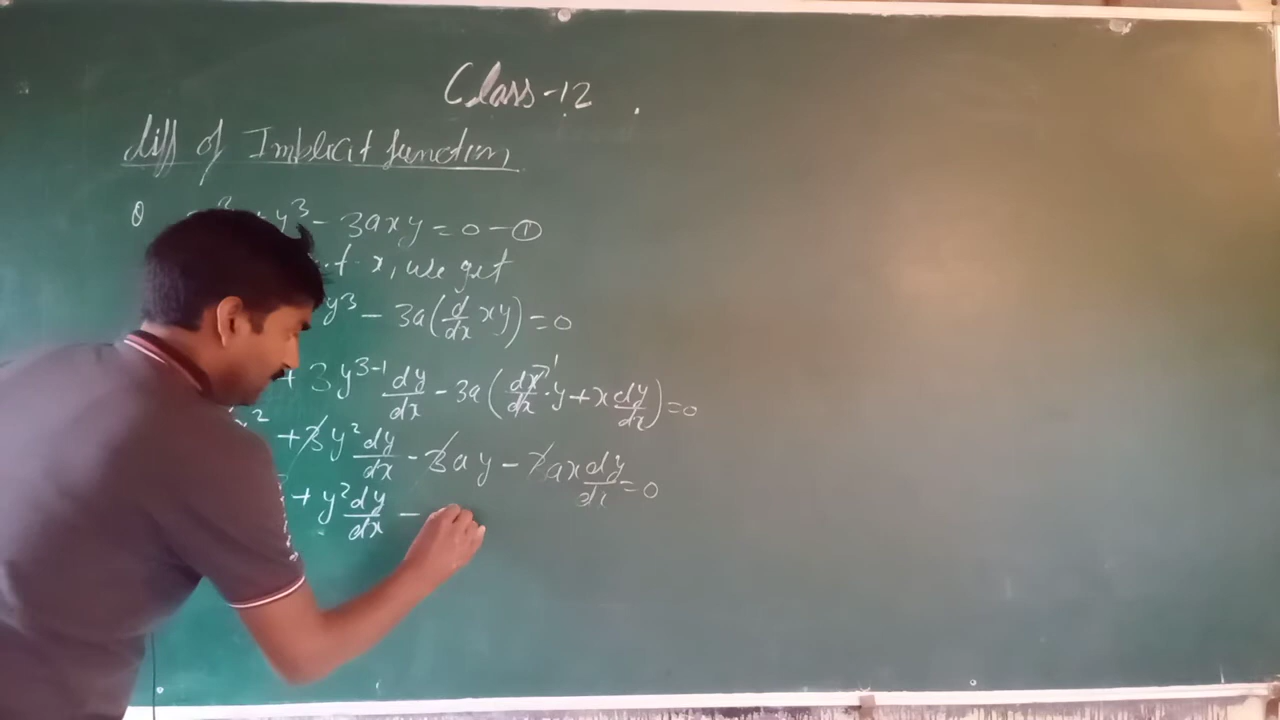 Class-12
diff of Implicit function
Q y³ - 3axy = 0 - ①
x, we get
y³ - 3a(d/dx xy) = 0
+ 3y³⁻¹ dy/dx - 3a(dx/dx · y + x dy/dx) = 0
² + 3y² dy/dx - 3ay - 3ax dy/dx = 0
+ y² dy/dx -